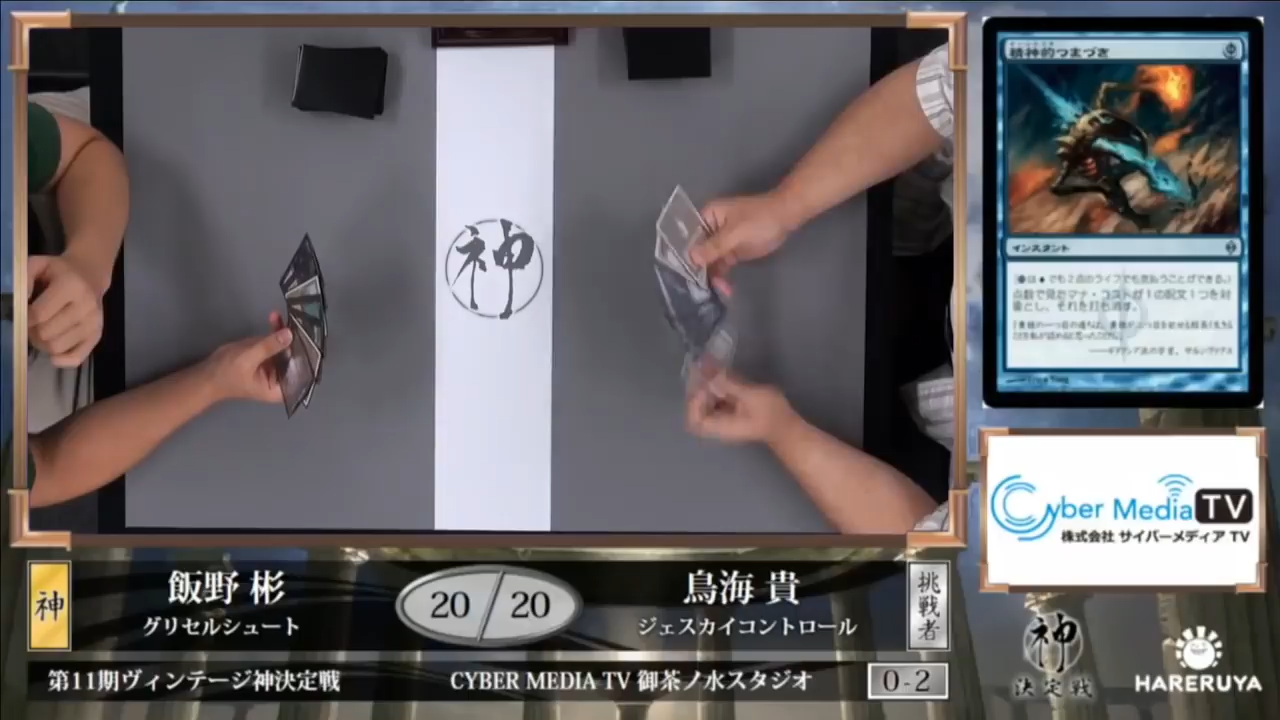 精神的つまづき
インスタント
神
Cyber Media TV
株式会社 サイバーメディア TV
神
飯野 彬
グリセルシュート
20/20
鳥海 貴
ジェスカイコントロール
挑戦者
第11期ヴィンテージ神決定戦
CYBER MEDIA TV 御茶ノ水スタジオ
0-2
神
決定戦
HARERUYA